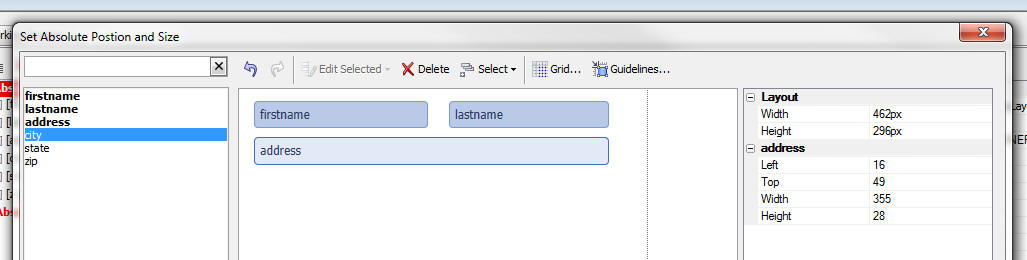 rki
Set Absolute Postion and Size
Edit Selected Delete Select Grid... Guidelines...
firstname
lastname
address
city
state
zip
firstname lastname
address
Layout
Width 462px
Height 296px
address
Left 16
Top 49
Width 355
Height 28